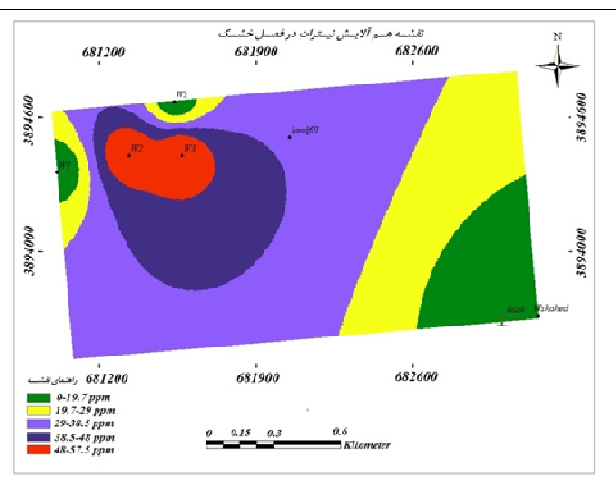 نقشه هم آلایش نیترات در فصل خشک
681200 681900 682600
N
3894600
3894600
W2
W3
landfill
3894000
3894000
681200 681900 682600
راهنمای نقشه
0-19.7 ppm
19.7-29 ppm
29-38.5 ppm
38.5-48 ppm
48-57.5 ppm
0 0.15 0.3 0.6
Kilometer